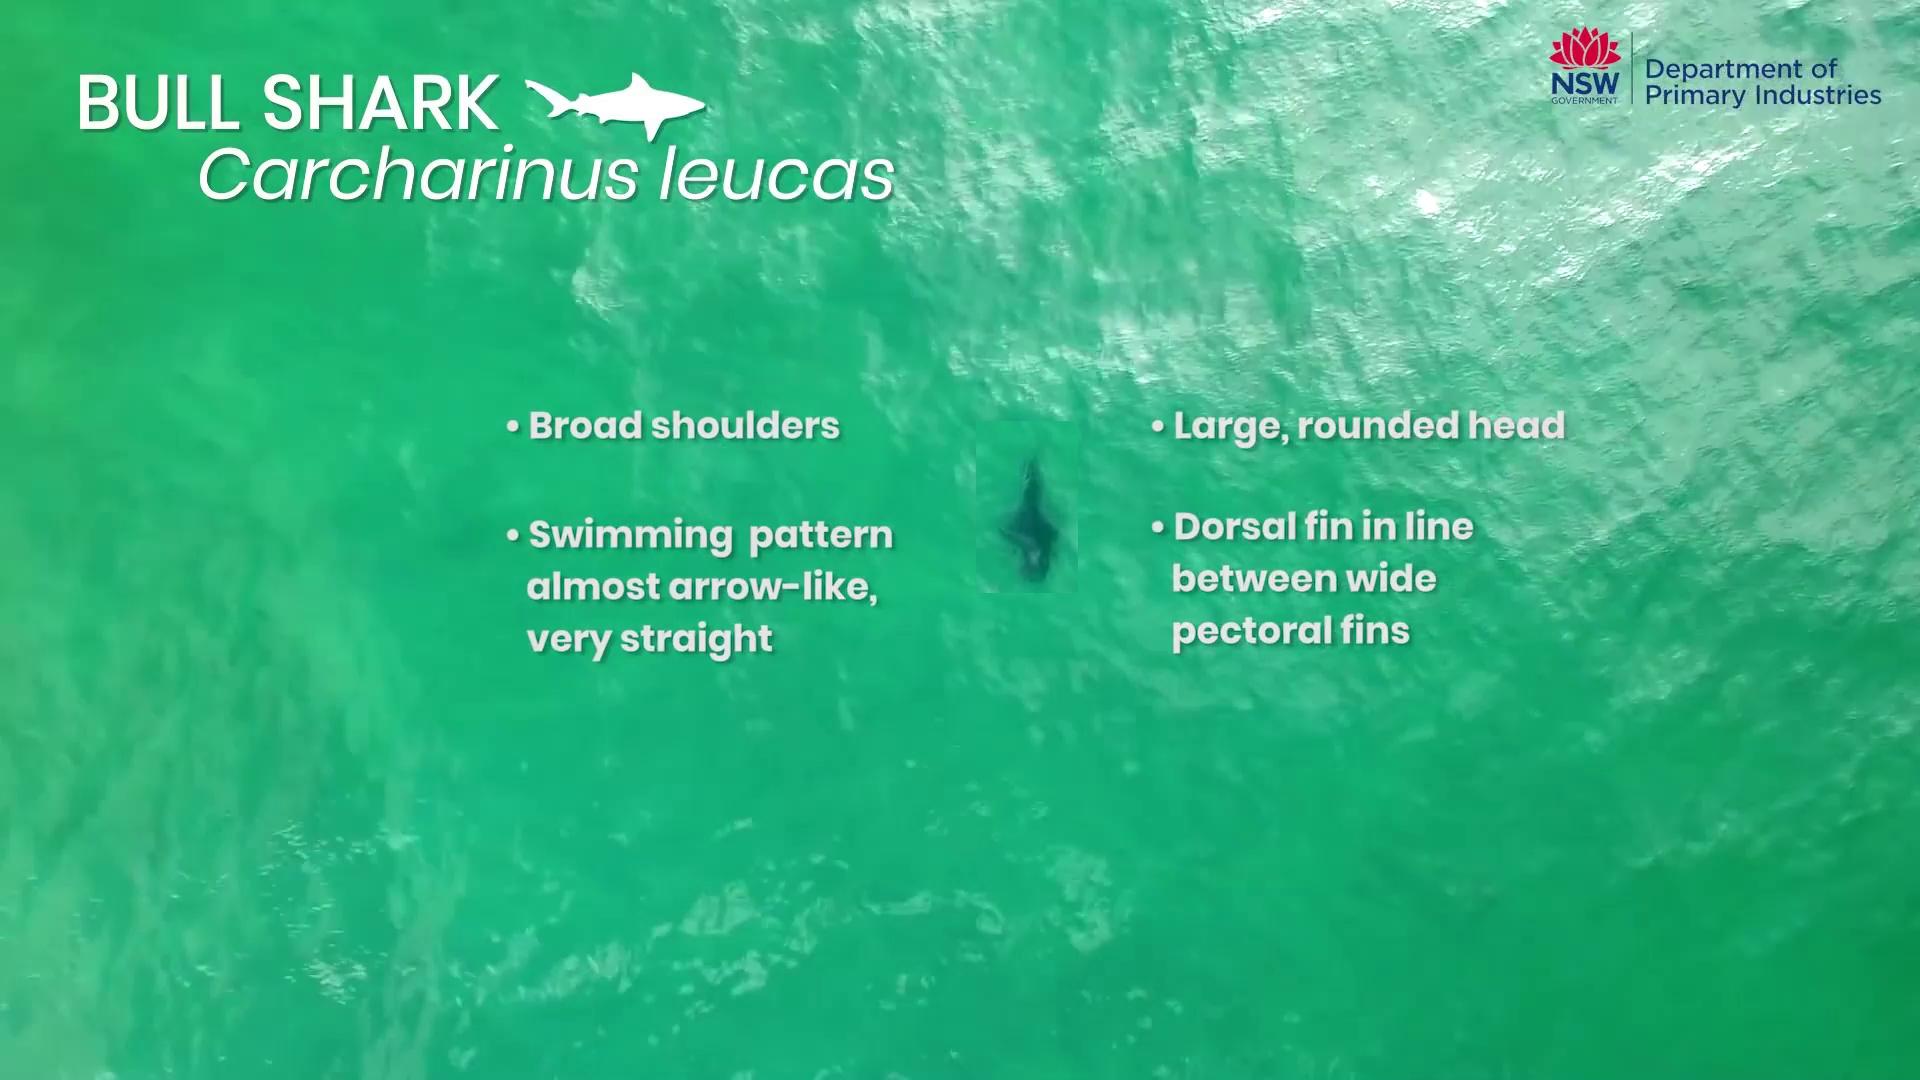 BULL SHARK
Carcharinus leucas
NSW
GOVERNMENT
Department of
Primary Industries
• Broad shoulders
• Swimming pattern
almost arrow-like,
very straight
• Large, rounded head
• Dorsal fin in line
between wide
pectoral fins